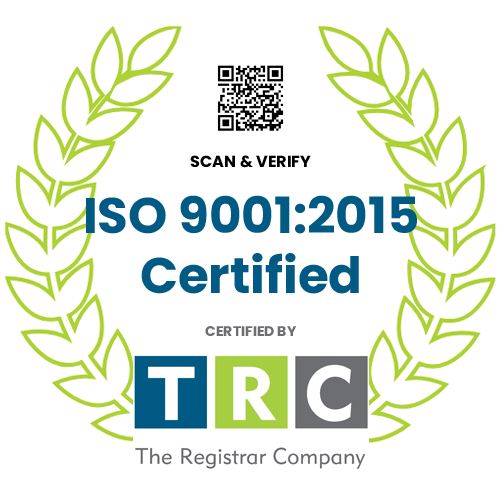 SCAN & VERIFY
ISO 9001:2015
Certified
CERTIFIED BY
TRC
The Registrar Company